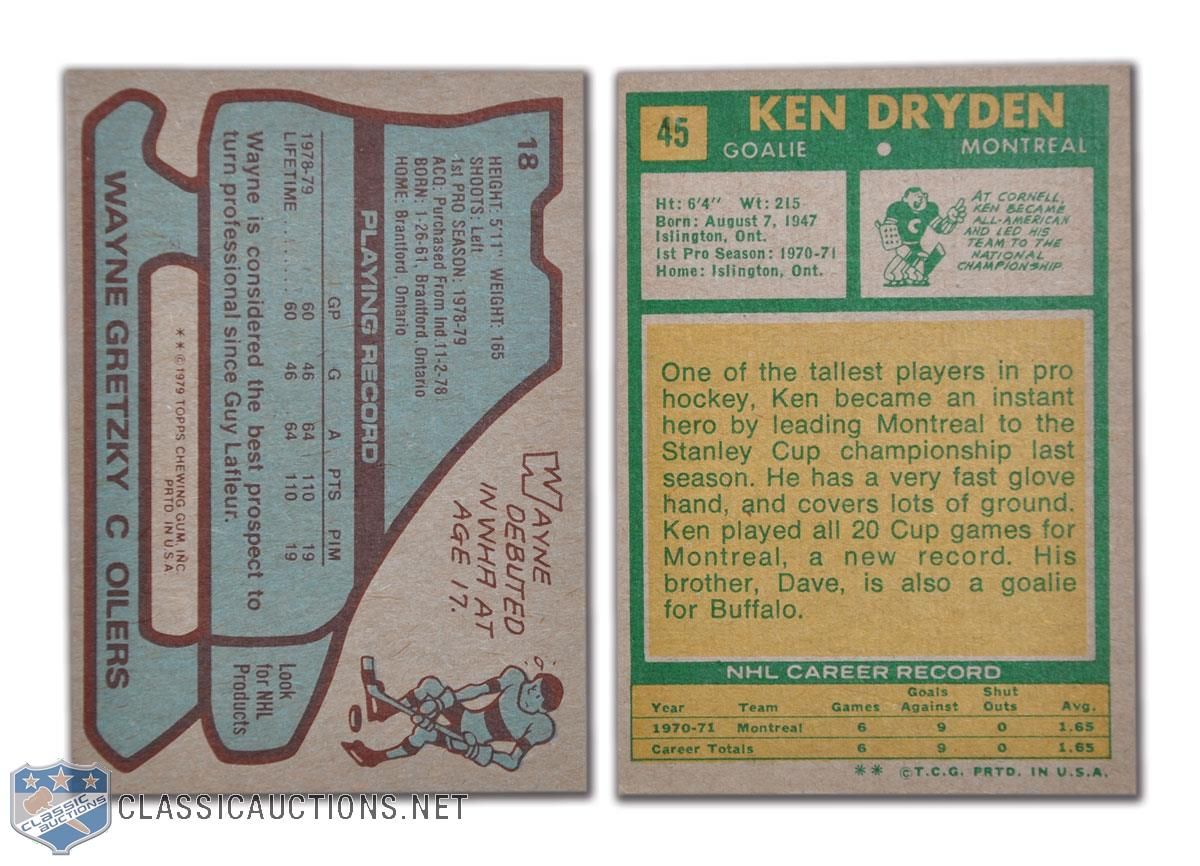 18
HEIGHT: 5'11" WEIGHT: 165
SHOOTS: Left
1st PRO SEASON: 1978-79
ACQ: Purchased From Ind.11-2-78
BORN: 1-26-61, Brantford, Ontario
HOME: Brantford, Ontario
PLAYING RECORD
GP G A PTS PIM
1978-79 60 46 64 110 19
LIFETIME ...... 60 46 64 110 19
Wayne is considered the best prospect to
turn professional since Guy Lafleur.
WAYNE
DEBUTED
IN WHA AT
AGE 17.
Look
for NHL
Products
** ©1979 TOPPS CHEWING GUM, INC.
PRTD. IN U.S.A.
WAYNE GRETZKY C OILERS
45
KEN DRYDEN
GOALIE • MONTREAL
Ht: 6'4" Wt: 215
Born: August 7, 1947
Islington, Ont.
1st Pro Season: 1970-71
Home: Islington, Ont.
AT CORNELL,
KEN BECAME
ALL-AMERICAN
AND LED HIS
TEAM TO THE
NATIONAL
CHAMPIONSHIP
C
One of the tallest players in pro
hockey, Ken became an instant
hero by leading Montreal to the
Stanley Cup championship last
season. He has a very fast glove
hand, and covers lots of ground.
Ken played all 20 Cup games for
Montreal, a new record. His
brother, Dave, is also a goalie
for Buffalo.
NHL CAREER RECORD
Year Team Games Goals Against Shut Outs Avg.
1970-71 Montreal 6 9 0 1.65
Career Totals 6 9 0 1.65
** ©T.C.G. PRTD. IN U.S.A.
CLASSIC
AUCTIONS
CLASSICAUCTIONS.NET